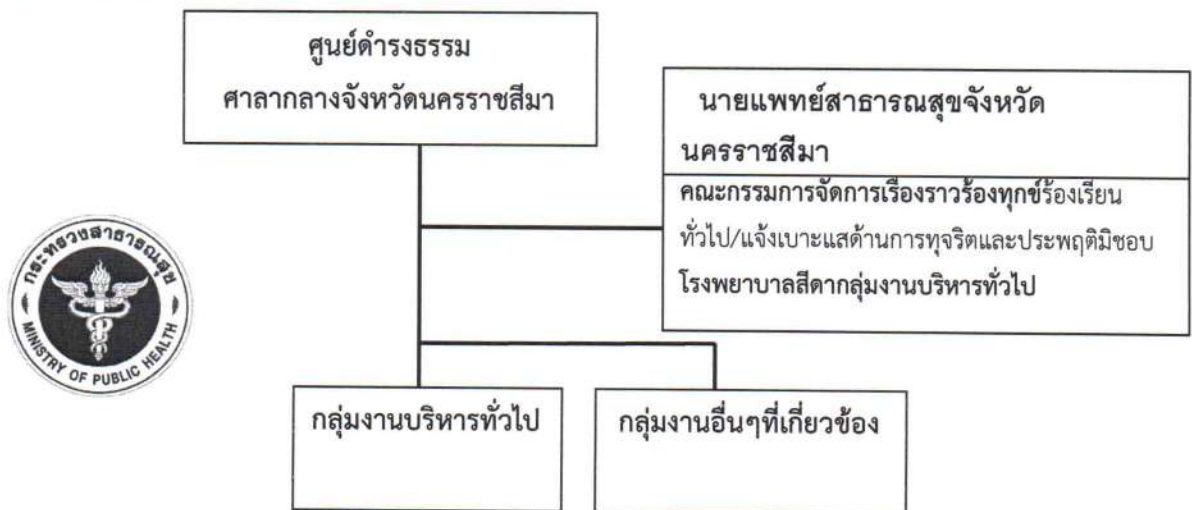 ศูนย์ดำรงธรรม
ศาลากลางจังหวัดนครราชสีมา
นายแพทย์สาธารณสุขจังหวัด
นครราชสีมา
คณะกรรมการจัดการเรื่องราวร้องทุกข์ร้องเรียน
ทั่วไป/แจ้งเบาะแสด้านการทุจริตและประพฤติมิชอบ
โรงพยาบาลสีดากลุ่มงานบริหารทั่วไป
กระทรวงสาธารณสุข
MINISTRY OF PUBLIC HEALTH
กลุ่มงานบริหารทั่วไป
กลุ่มงานอื่นๆที่เกี่ยวข้อง